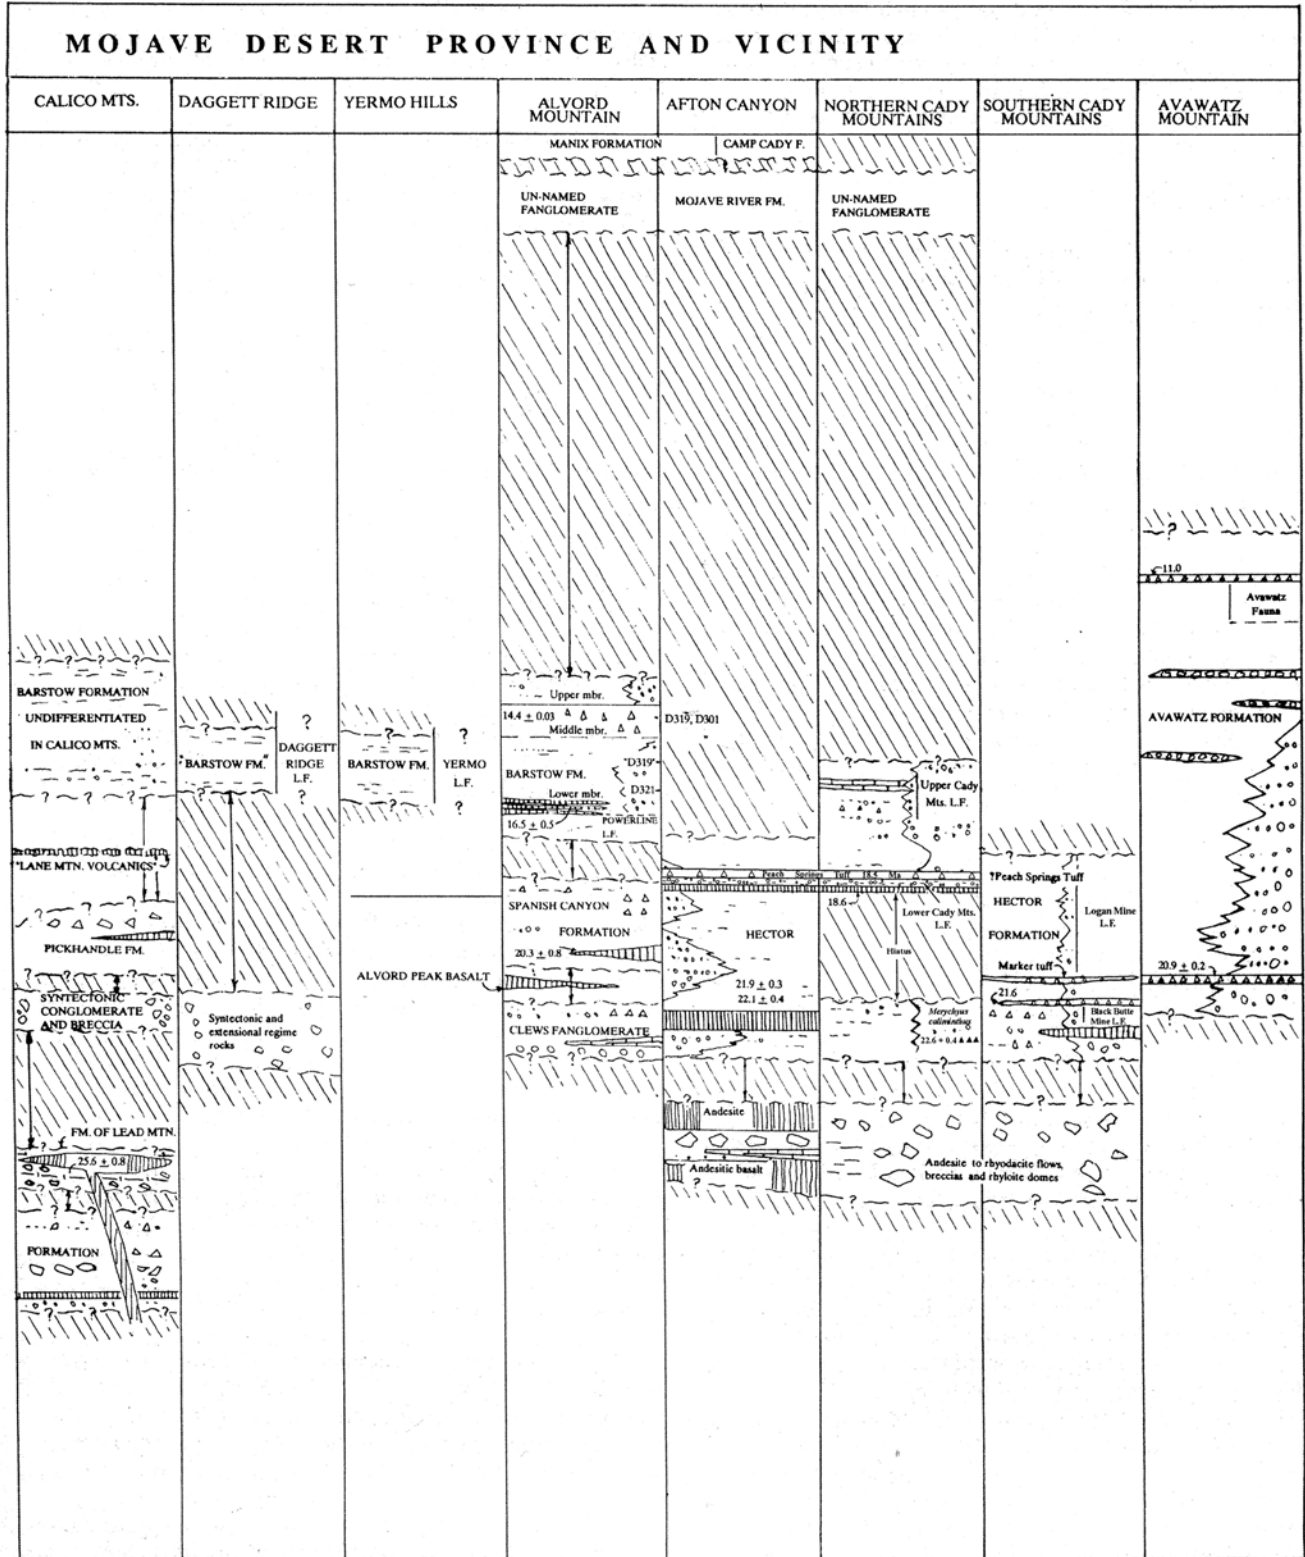 MOJAVE DESERT PROVINCE AND VICINITY
CALICO MTS.
DAGGETT RIDGE
YERMO HILLS
ALVORD
MOUNTAIN
AFTON CANYON
NORTHERN CADY
MOUNTAINS
SOUTHERN CADY
MOUNTAINS
AVAWATZ
MOUNTAIN
?-?-?-?-?
BARSTOW FORMATION
UNDIFFERENTIATED
IN CALICO MTS.
? ? ? ?
"LANE MTN. VOLCANICS"
? ? ?
PICKHANDLE FM.
? ?
SYNTECTONIC
CONGLOMERATE
AND BRECCIA
?
FM. OF LEAD MTN.
? ? ?
25.6 ± 0.8
? ?
? ? ?
FORMATION
? ? ?
?
?
"BARSTOW FM."
DAGGETT
RIDGE
L.F.
? ?
?
Syntectonic and
extensional regime
rocks
? ?
?
?
BARSTOW FM.
YERMO
L.F.
? ?
?
ALVORD PEAK BASALT
MANIX FORMATION
CAMP CADY F.
UN-NAMED
FANGLOMERATE
? ? ?
Upper mbr.
14.4 ± 0.03
Middle mbr.
"D319"
BARSTOW FM.
D321
Lower mbr.
16.5 ± 0.5
POWERLINE
L.F.
?
?
SPANISH CANYON
FORMATION
20.3 ± 0.8
?
CLEWS FANGLOMERATE
?
MOJAVE RIVER FM.
D319, D301
?
Peach Springs Tuff 18.5 Ma
HECTOR
21.9 ± 0.3
22.1 ± 0.4
?
?
Andesite
Andesitic basalt
?
UN-NAMED
FANGLOMERATE
?
Upper Cady
Mts. L.F.
18.6
Lower Cady Mts.
L.F.
Hiatus
?
Merychyus
calaminthus
22.6 ± 0.4
? ?
?
Andesite to rhyodacite flows,
breccias and rhyolite domes
?
?
?Peach Springs Tuff
HECTOR
Logan Mine
L.F.
FORMATION
Marker tuff
21.6
Black Butte
Mine L.F.
?
?
?
?
11.0
Avawatz
Fauna
AVAWATZ FORMATION
20.9 ± 0.2
?